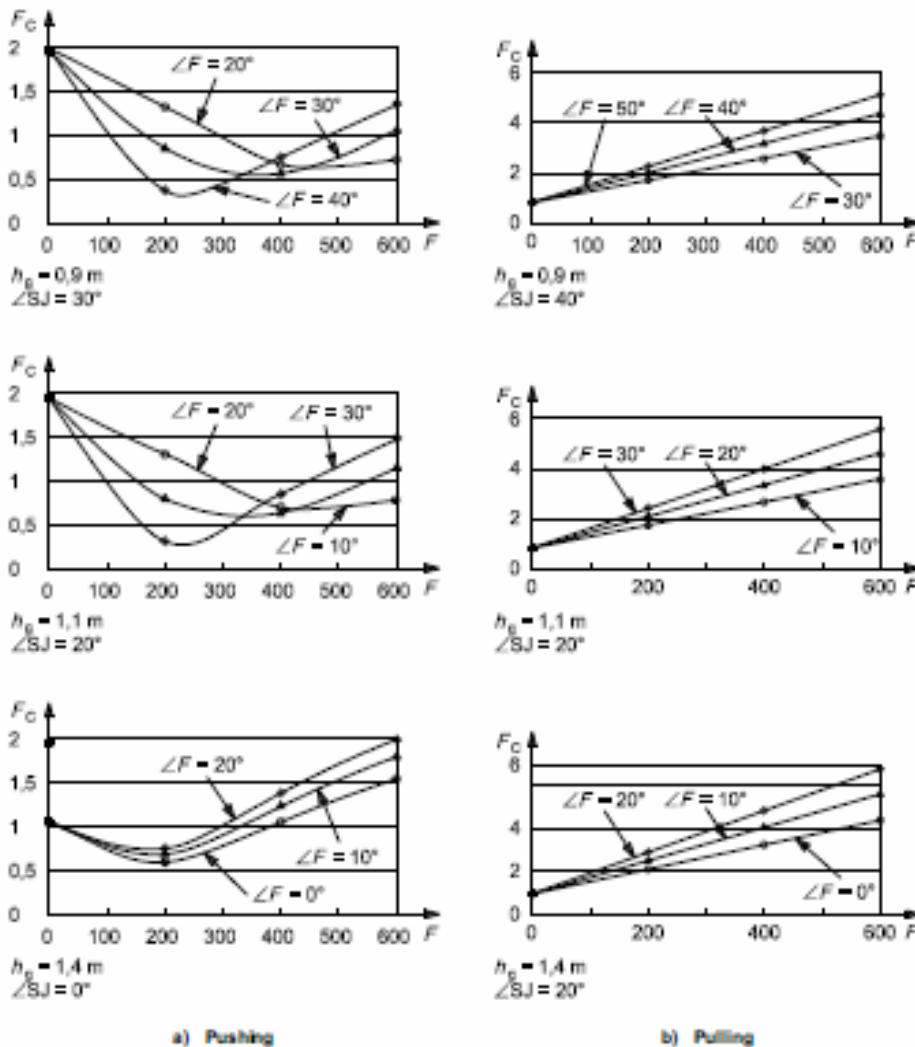 F_C
2
1,5
1
0,5
0
∠F = 20°
∠F = 30°
∠F = 40°
0 100 200 300 400 500 600 F
h_g = 0,9 m
∠SJ = 30°
F_C
6
4
2
0
∠F = 50°
∠F = 40°
∠F = 30°
0 100 200 300 400 500 600 F
h_g = 0,9 m
∠SJ = 40°
F_C
2
1,5
1
0,5
0
∠F = 20°
∠F = 30°
∠F = 10°
0 100 200 300 400 500 600 F
h_g = 1,1 m
∠SJ = 20°
F_C
6
4
2
0
∠F = 30°
∠F = 20°
∠F = 10°
0 200 400 600 F
h_g = 1,1 m
∠SJ = 20°
F_C
2
1,5
1
0,5
0
∠F = 20°
∠F = 10°
∠F = 0°
0 100 200 300 400 500 600 F
h_g = 1,4 m
∠SJ = 0°
F_C
6
4
2
0
∠F = 20°
∠F = 10°
∠F = 0°
0 200 400 600 F
h_g = 1,4 m
∠SJ = 20°
a) Pushing
b) Pulling